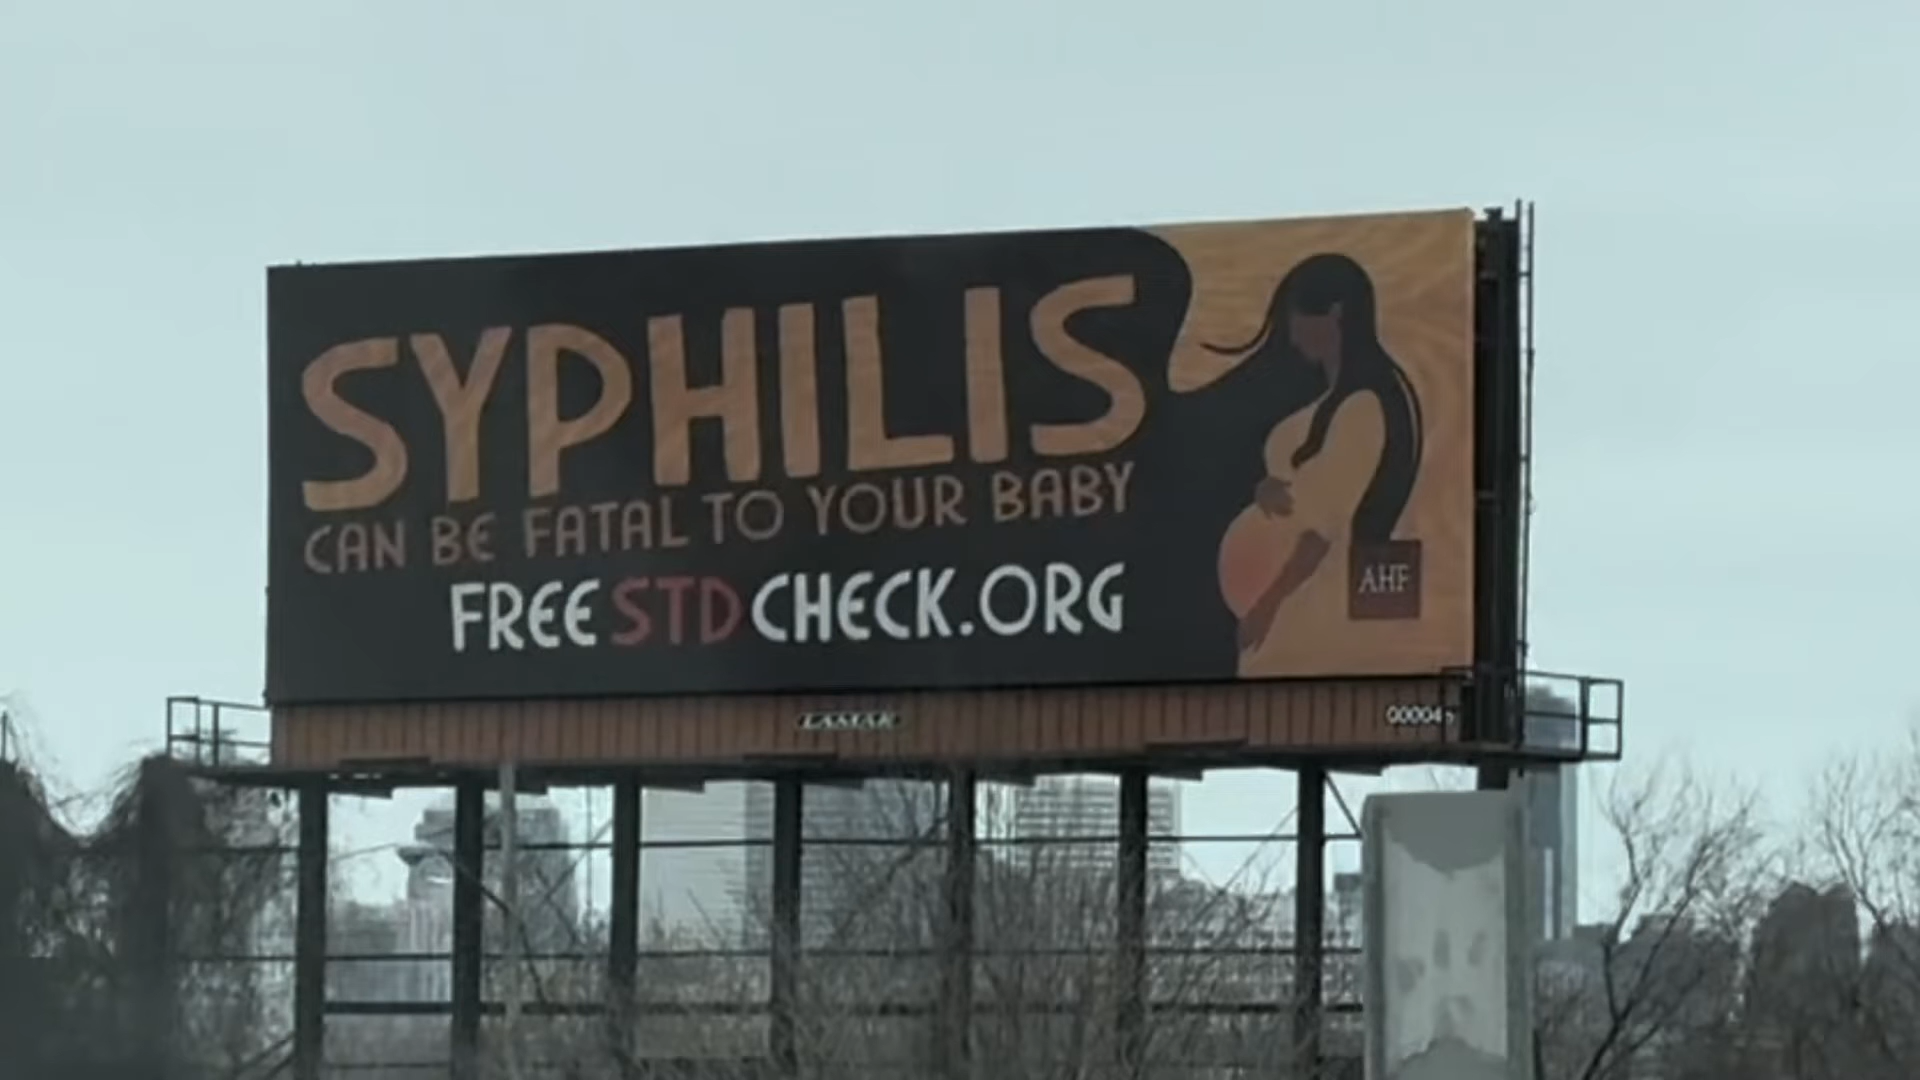 SYPHILIS
CAN BE FATAL TO YOUR BABY
FREESTDCHECK.ORG
AHF
LAMAR